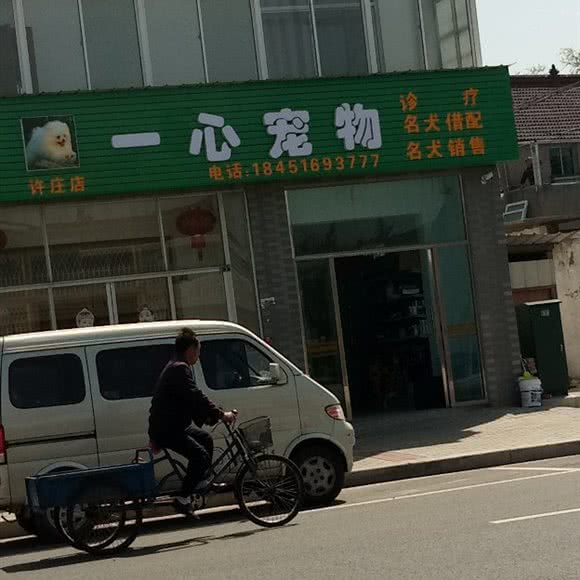 一心宠物
诊疗
名犬借配
名犬销售
电话:18451693777
许庄店